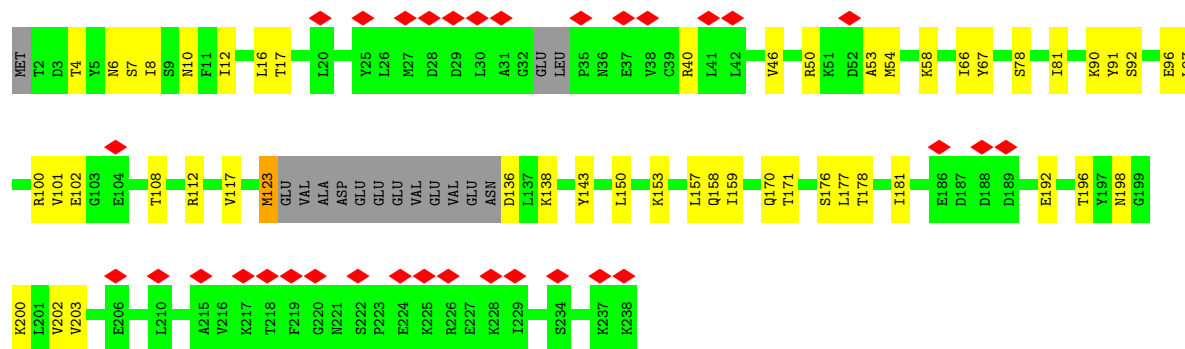 MET T2 D3 T4 Y5 N6 S7 I8 S9 N10 F11 I12 L16 T17 L20 Y25 L26 M27 D28 D29 L30 A31 G32 GLU LEU P35 N36 E37 V38 C39 R40 L41 L42 V46 R50 K51 D52 A53 M54 K58 I66 Y67 S78 I81 K90 Y91 S92 E96 L97
R100 V101 E102 G103 E104 T108 R112 V117 M123 GLU VAL ALA ASP GLU GLU GLU VAL GLU VAL GLU ASN D136 L137 K138 Y143 L150 K153 L157 Q158 I159 Q170 T171 S176 L177 T178 I181 E186 D187 D188 D189 E192 T196 Y197 N198 G199
K200 L201 V202 V203 E206 L210 A215 V216 K217 T218 F219 G220 N221 S222 P223 E224 K225 R226 E227 K228 I229 S234 K237 K238